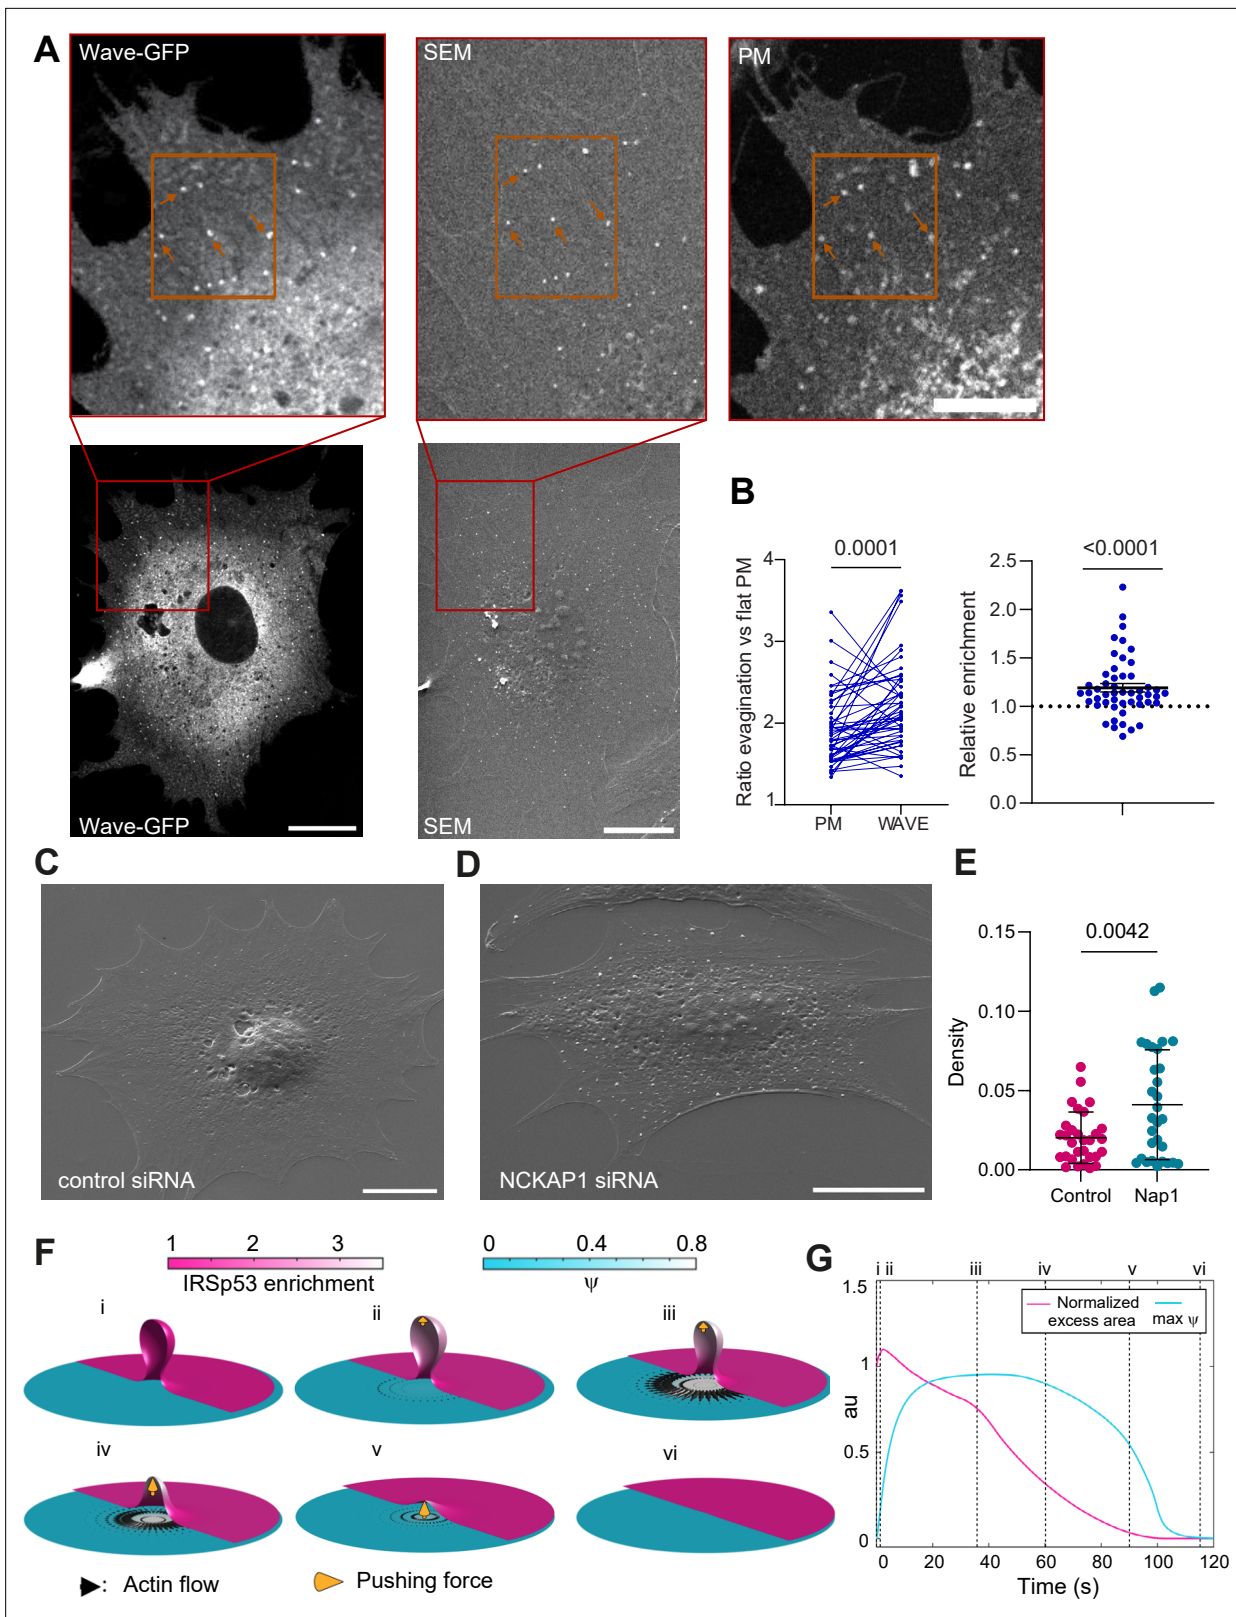 A
Wave-GFP
SEM
PM
Wave-GFP
SEM
B
Ratio evagination vs flat PM
4
3
2
1
0.0001
PM
WAVE
Relative enrichment
2.5
2.0
1.5
1.0
0.5
0.0
<0.0001
C
control siRNA
D
NCKAP1 siRNA
E
Density
0.15
0.10
0.05
0.00
0.0042
Control
Nap1
F
1
2
3
IRSp53 enrichment
0
0.4
0.8
ψ
i
ii
iii
iv
v
vi
: Actin flow
Pushing force
G
i ii iii iv v vi
1.5
1
0.5
0
au
Normalized
excess area
max ψ
0 20 40 60 80 100 120
Time (s)